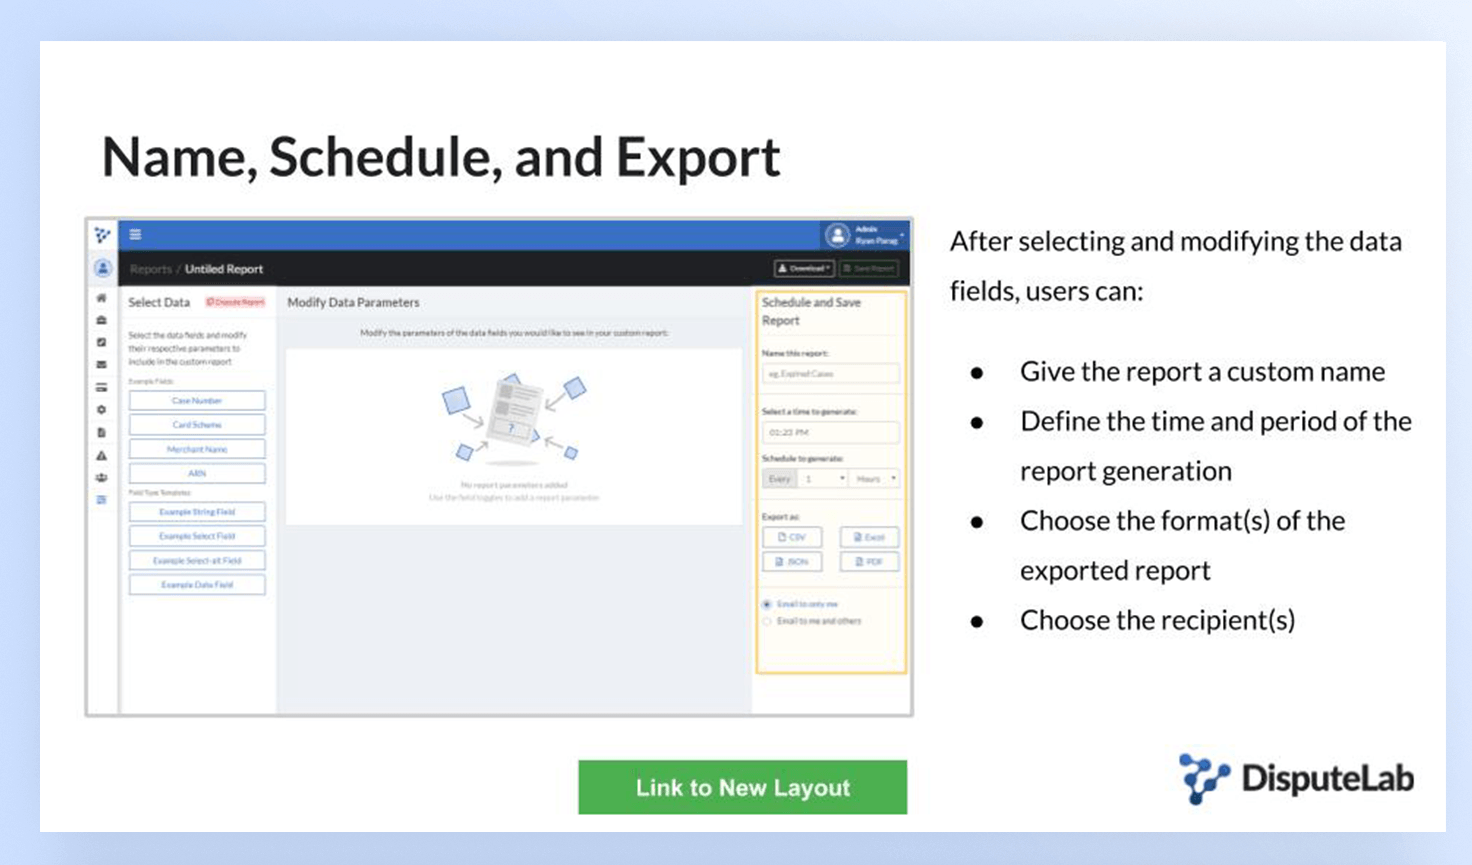 Name, Schedule, and Export
Admin
Ryan Parag
Reports / Untiled Report
Download
Save Report
Select Data
Dispute Report
Select the data fields and modify
their respective parameters to
include in the custom report
Example Fields:
Case Number
Card Scheme
Merchant Name
ARN
Field Type Templates:
Example String Field
Example Select Field
Example Select-alt Field
Example Data Field
Modify Data Parameters
Modify the parameters of the data fields you would like to see in your custom report:
?
No report parameters added
Use the field toggles to add a report parameter
Schedule and Save
Report
Name this report:
eg. Expired Cases
Select a time to generate:
01:23 PM
Schedule to generate:
Every 1 Hours
Export as:
CSV Excel
JSON PDF
Email to only me
Email to me and others
After selecting and modifying the data
fields, users can:
● Give the report a custom name
● Define the time and period of the
report generation
● Choose the format(s) of the
exported report
● Choose the recipient(s)
Link to New Layout
DisputeLab